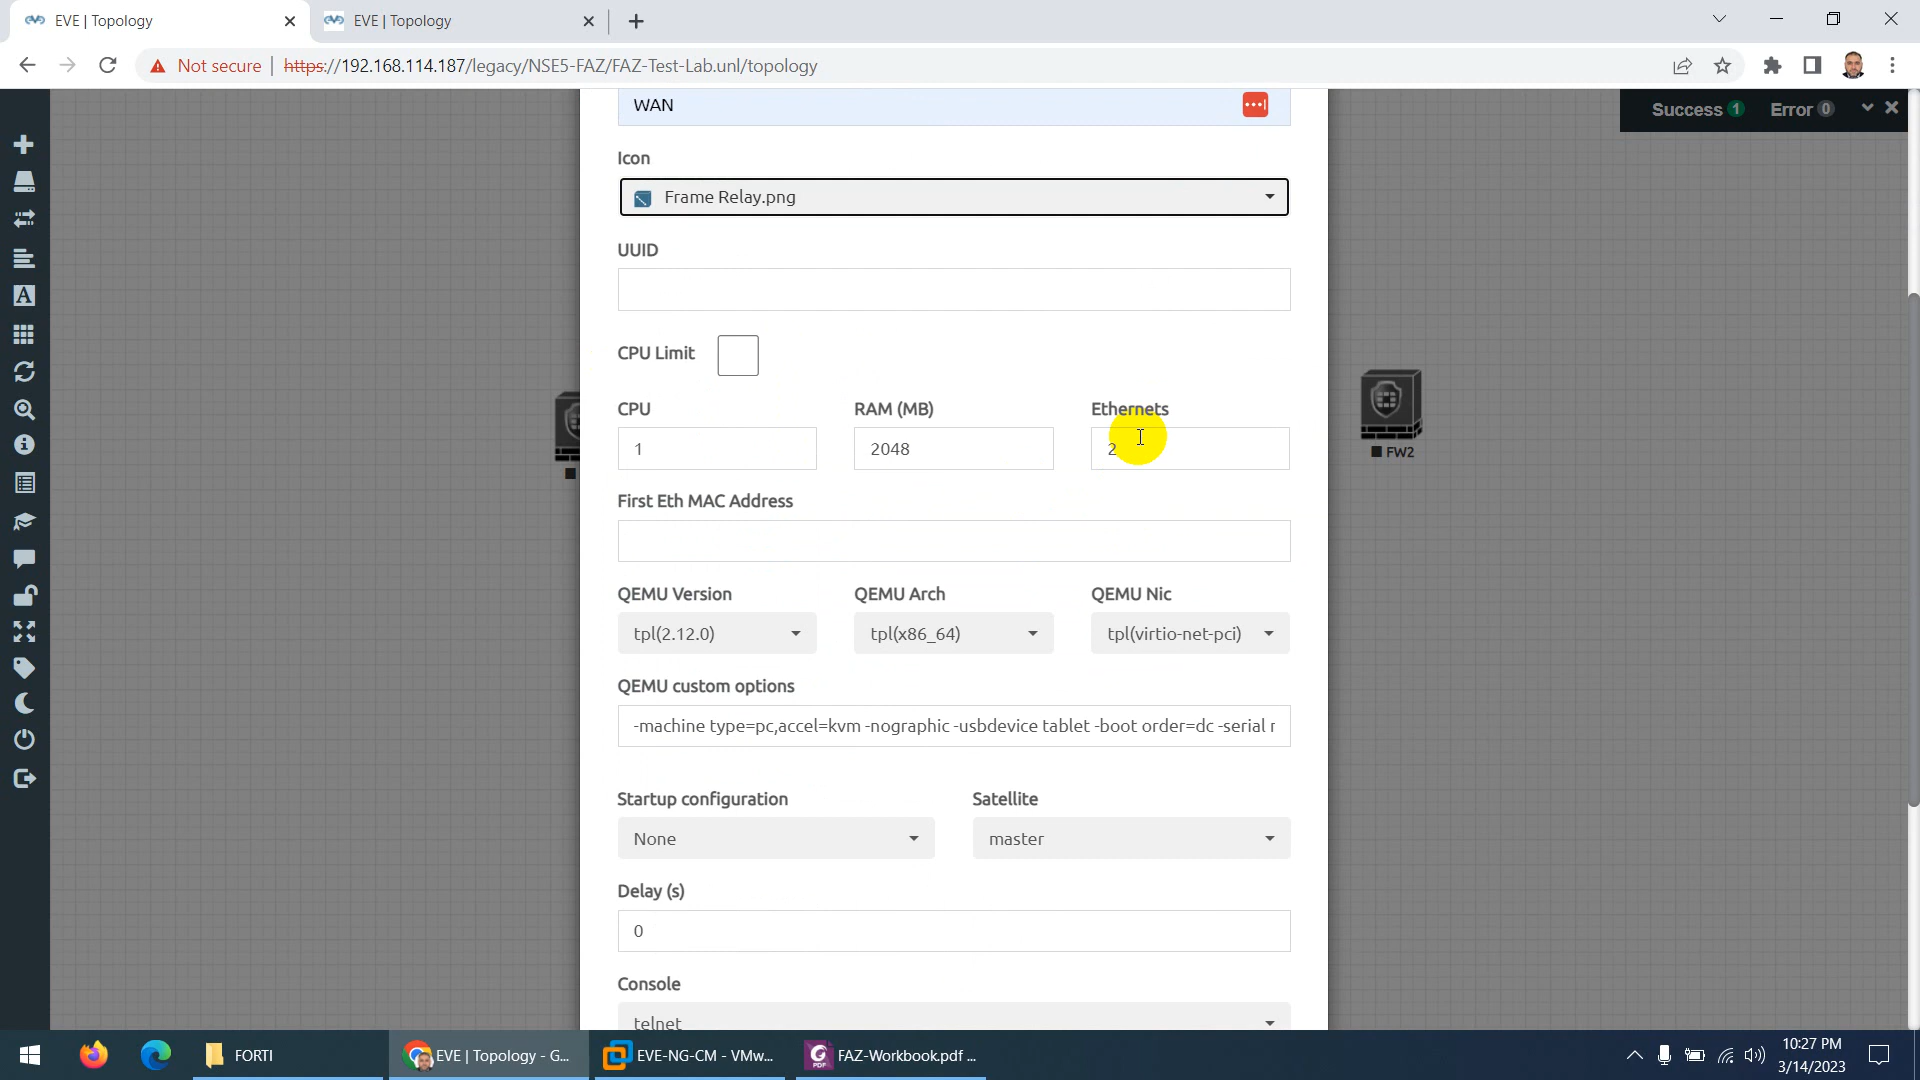 EVE | Topology
EVE | Topology
Not secure | https://192.168.114.187/legacy/NSE5-FAZ/FAZ-Test-Lab.unl/topology
WAN
Success 1 Error 0
Icon
Frame Relay.png
UUID
CPU Limit
CPU RAM (MB) Ethernets
1 2048 2
FW2
First Eth MAC Address
QEMU Version QEMU Arch QEMU Nic
tpl(2.12.0) tpl(x86_64) tpl(virtio-net-pci)
QEMU custom options
-machine type=pc,accel=kvm -nographic -usbdevice tablet -boot order=dc -serial r
Startup configuration Satellite
None master
Delay (s)
0
Console
telnet
FORTI
EVE | Topology - G...
EVE-NG-CM - VMw...
PDF
FAZ-Workbook.pdf ...
10:27 PM
3/14/2023